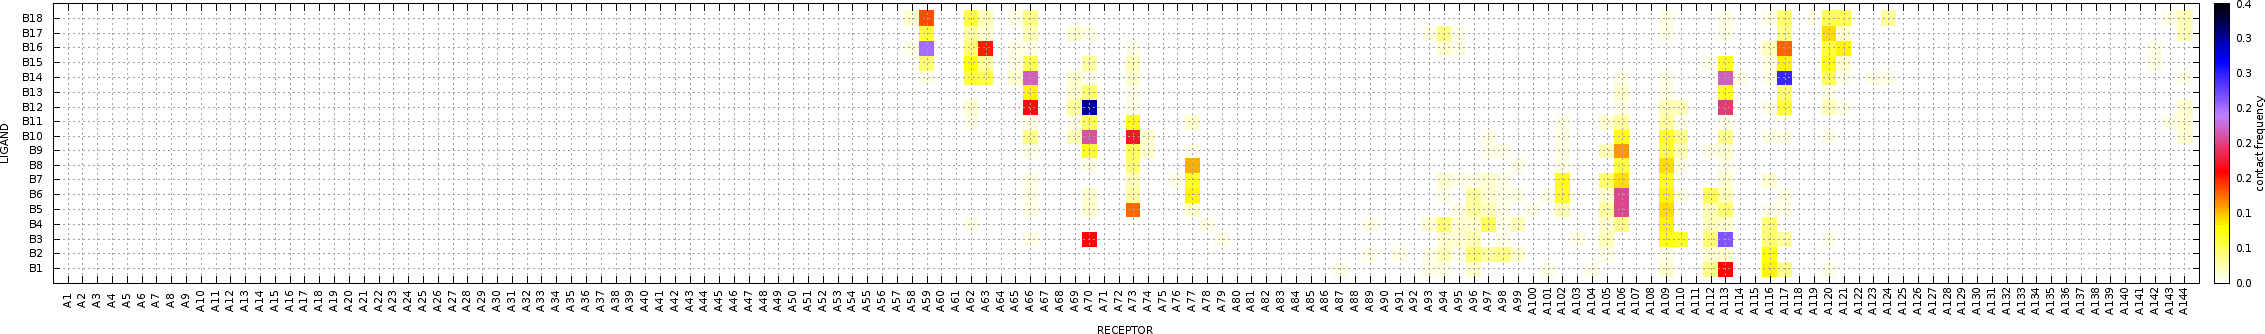 B18
B17
B16
B15
B14
B13
B12
B11
B10
B9
B8
B7
B6
B5
B4
B3
B2
B1
LIGAND
A1 A2 A3 A4 A5 A6 A7 A8 A9 A10 A11 A12 A13 A14 A15 A16 A17 A18 A19 A20 A21 A22 A23 A24 A25 A26 A27 A28 A29 A30 A31 A32 A33 A34 A35 A36 A37 A38 A39 A40 A41 A42 A43 A44 A45 A46 A47 A48 A49 A50 A51 A52 A53 A54 A55 A56 A57 A58 A59 A60 A61 A62 A63 A64 A65 A66 A67 A68 A69 A70 A71 A72 A73 A74 A75 A76 A77 A78 A79 A80 A81 A82 A83 A84 A85 A86 A87 A88 A89 A90 A91 A92 A93 A94 A95 A96 A97 A98 A99 A100 A101 A102 A103 A104 A105 A106 A107 A108 A109 A110 A111 A112 A113 A114 A115 A116 A117 A118 A119 A120 A121 A122 A123 A124 A125 A126 A127 A128 A129 A130 A131 A132 A133 A134 A135 A136 A137 A138 A139 A140 A141 A142 A143 A144
RECEPTOR
0.4
0.3
0.3
0.2
0.2
0.2
0.1
0.1
0.0
contact frequency